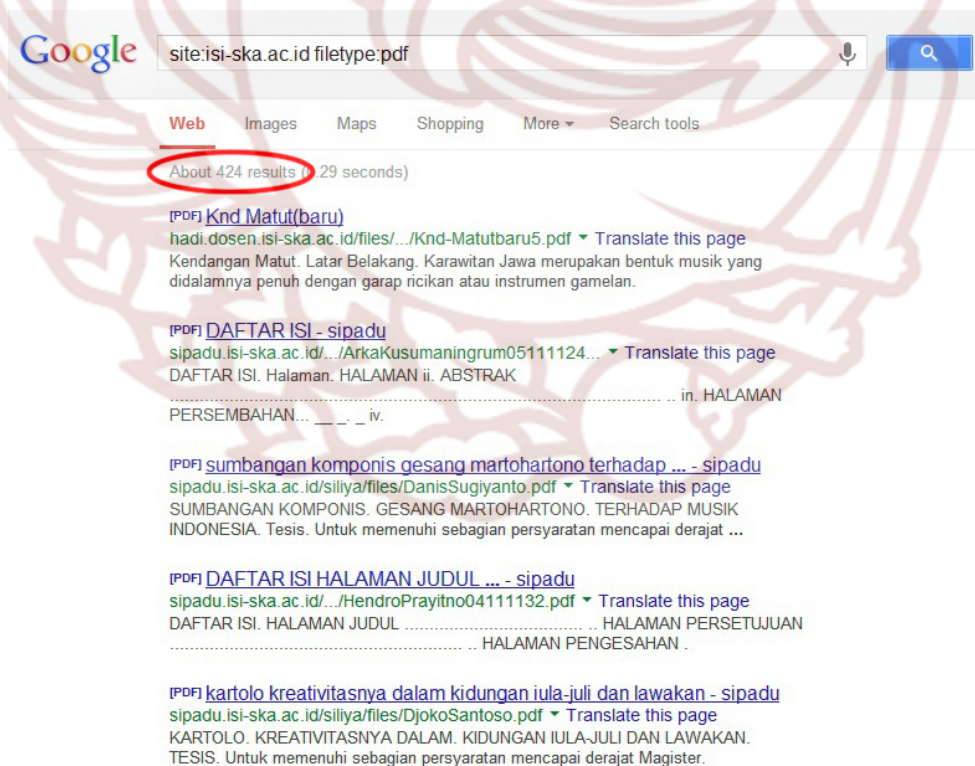 Google site:isi-ska.ac.id filetype:pdf
Web Images Maps Shopping More Search tools
About 424 results (0.29 seconds)
[PDF] Knd Matut(baru)
hadi.dosen.isi-ska.ac.id/files/.../Knd-Matutbaru5.pdf Translate this page
Kendangan Matut. Latar Belakang. Karawitan Jawa merupakan bentuk musik yang
didalamnya penuh dengan garap ricikan atau instrumen gamelan.
[PDF] DAFTAR ISI - sipadu
sipadu.isi-ska.ac.id/.../ArkaKusumaningrum05111124... Translate this page
DAFTAR ISI. Halaman. HALAMAN ii. ABSTRAK
................................................................................................ .. in. HALAMAN
PERSEMBAHAN... __ _. _ iv.
[PDF] sumbangan komponis gesang martohartono terhadap ... - sipadu
sipadu.isi-ska.ac.id/siliya/files/DanisSugiyanto.pdf Translate this page
SUMBANGAN KOMPONIS. GESANG MARTOHARTONO. TERHADAP MUSIK
INDONESIA. Tesis. Untuk memenuhi sebagian persyaratan mencapai derajat ...
[PDF] DAFTAR ISI HALAMAN JUDUL ... - sipadu
sipadu.isi-ska.ac.id/.../HendroPrayitno04111132.pdf Translate this page
DAFTAR ISI. HALAMAN JUDUL ................................... .. HALAMAN PERSETUJUAN
.......................................................... .. HALAMAN PENGESAHAN .
[PDF] kartolo kreativitasnya dalam kidungan iula-juli dan lawakan - sipadu
sipadu.isi-ska.ac.id/siliya/files/DjokoSantoso.pdf Translate this page
KARTOLO. KREATIVITASNYA DALAM. KIDUNGAN IULA-JULI DAN LAWAKAN.
TESIS. Untuk memenuhi sebagian persyaratan mencapai derajat Magister.